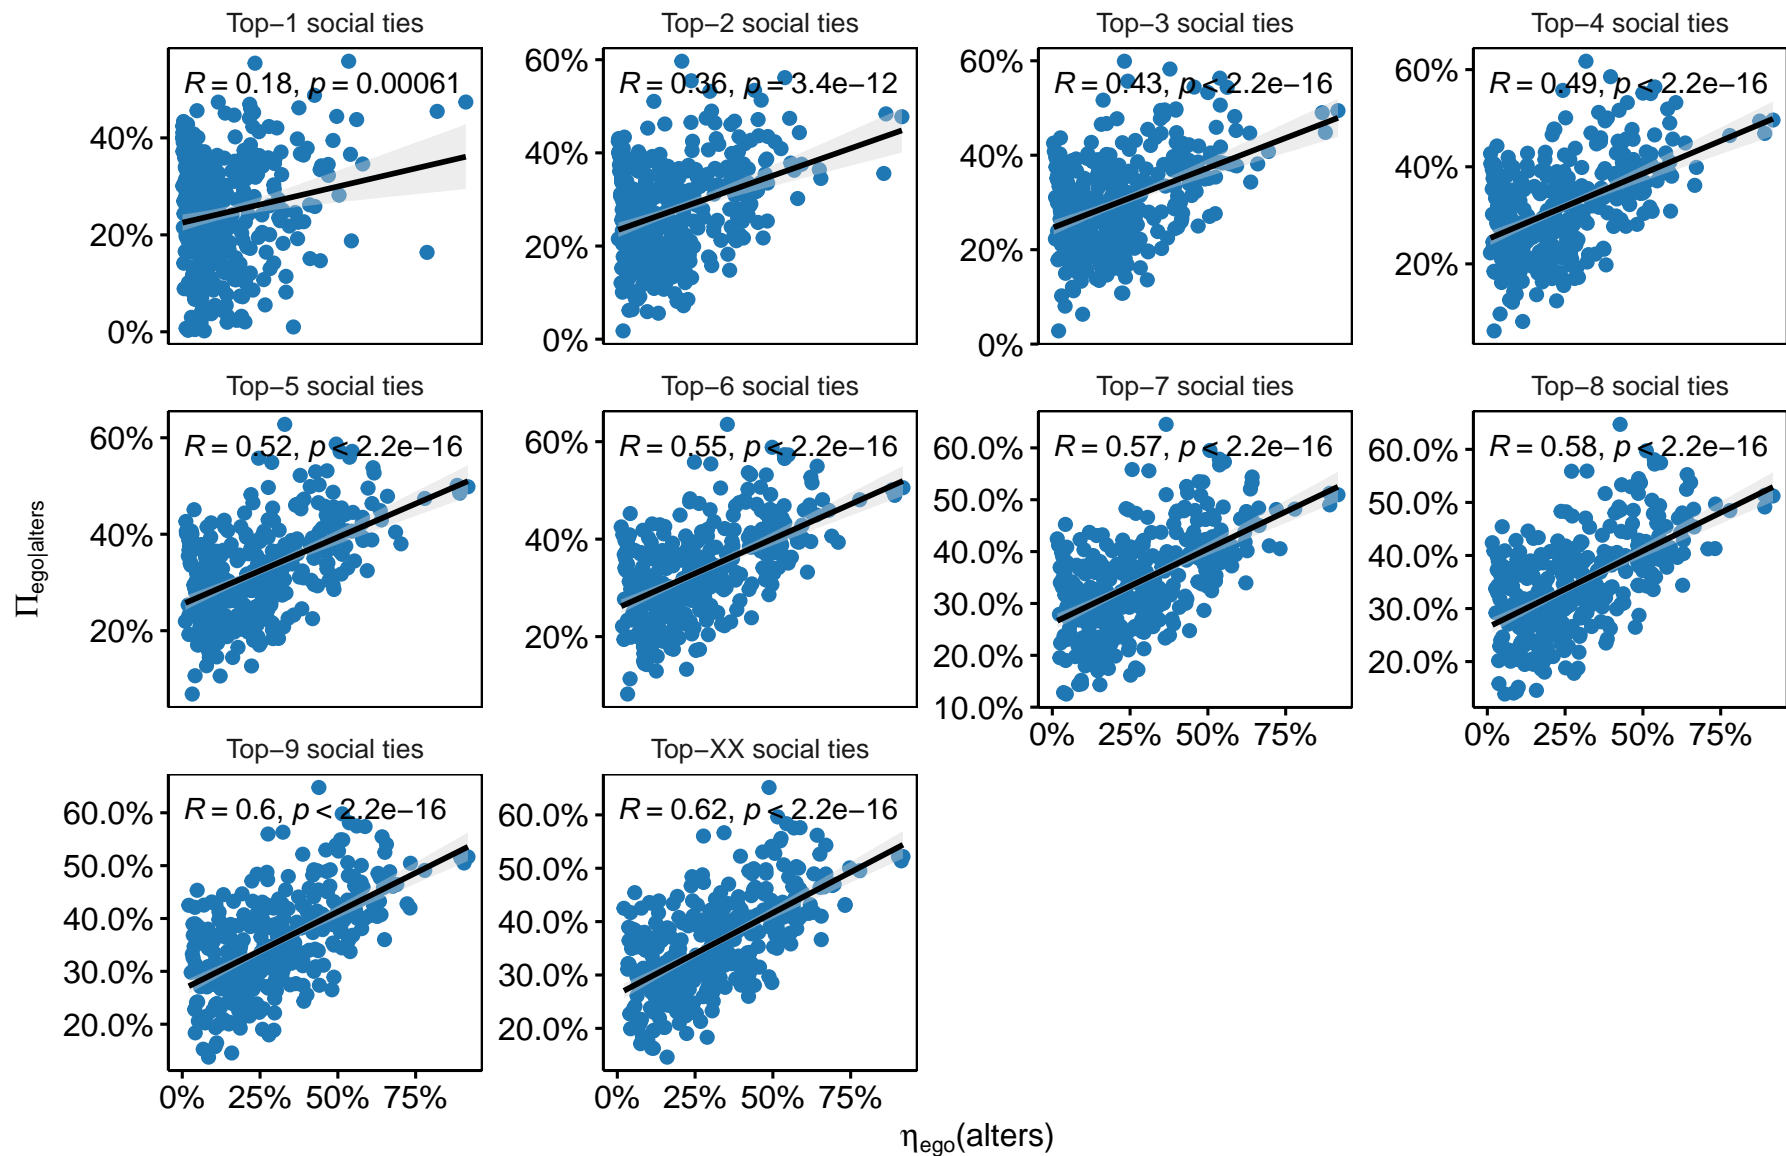 Top−1 social ties
Top−2 social ties
Top−3 social ties
Top−4 social ties
R = 0.18, p = 0.00061
R = 0.36, p = 3.4e−12
R = 0.43, p < 2.2e−16
R = 0.49, p < 2.2e−16
40%
20%
0%
60%
40%
20%
0%
60%
40%
20%
0%
60%
40%
20%
Top−5 social ties
Top−6 social ties
Top−7 social ties
Top−8 social ties
R = 0.52, p < 2.2e−16
R = 0.55, p < 2.2e−16
R = 0.57, p < 2.2e−16
R = 0.58, p < 2.2e−16
60%
40%
20%
60%
40%
20%
60.0%
50.0%
40.0%
30.0%
20.0%
10.0%
60.0%
50.0%
40.0%
30.0%
20.0%
0% 25% 50% 75%
0% 25% 50% 75%
Π_ego|alters
Top−9 social ties
Top−XX social ties
R = 0.6, p < 2.2e−16
R = 0.62, p < 2.2e−16
60.0%
50.0%
40.0%
30.0%
20.0%
60.0%
50.0%
40.0%
30.0%
20.0%
0% 25% 50% 75%
0% 25% 50% 75%
η_ego(alters)